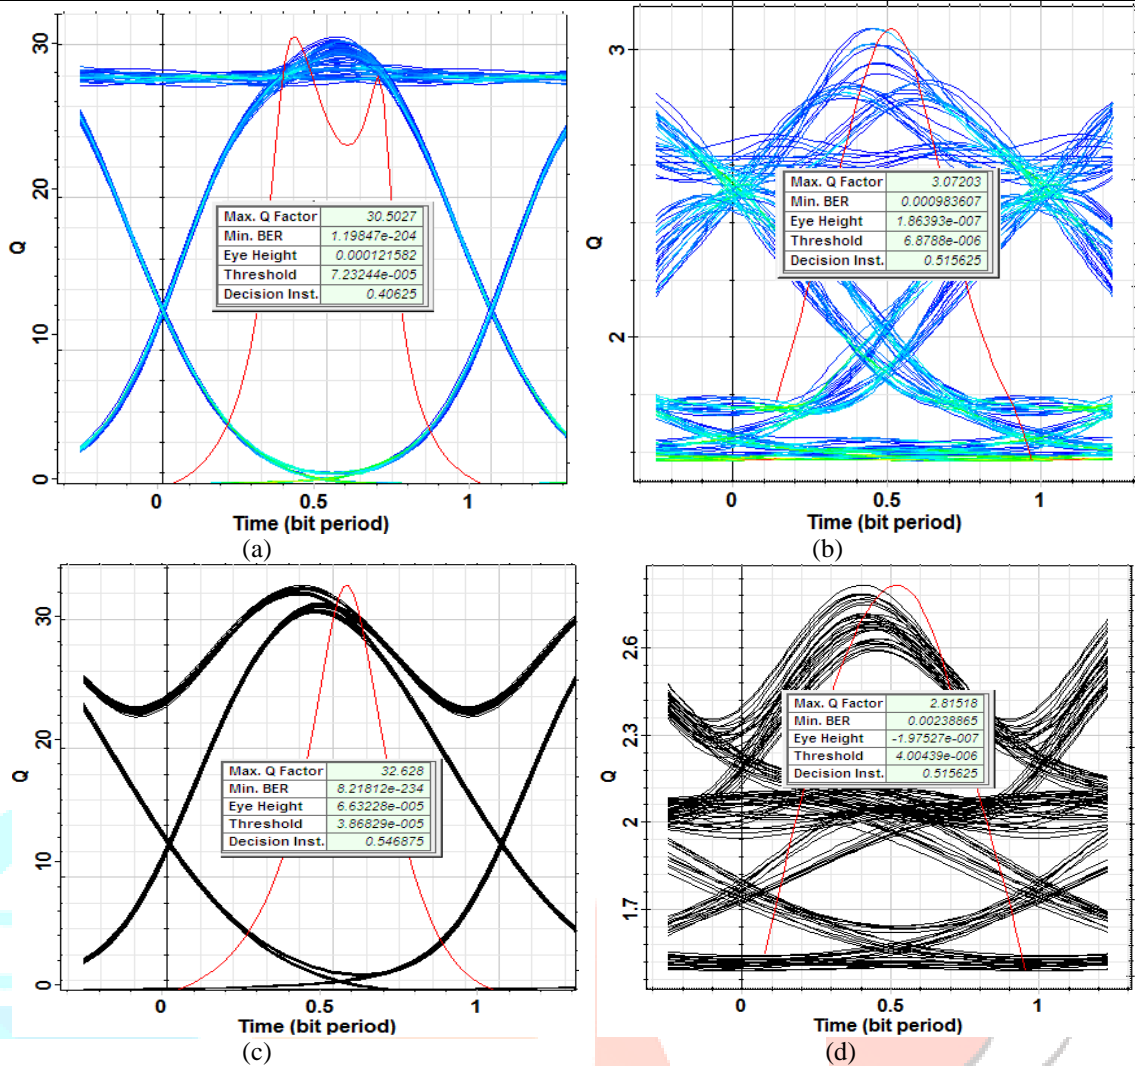 30
20
10
0
Q
Max. Q Factor 30.5027
Min. BER 1.19847e-204
Eye Height 0.000121582
Threshold 7.23244e-005
Decision Inst. 0.40625
0 0.5 1
Time (bit period)
(a)
3
2
Q
Max. Q Factor 3.07203
Min. BER 0.000983607
Eye Height 1.86393e-007
Threshold 6.8788e-006
Decision Inst. 0.515625
0 0.5 1
Time (bit period)
(b)
30
20
10
0
Q
Max. Q Factor 32.628
Min. BER 8.21812e-234
Eye Height 6.63228e-005
Threshold 3.86829e-005
Decision Inst. 0.546875
0 0.5 1
Time (bit period)
(c)
2.6
2.3
2
1.7
Q
Max. Q Factor 2.81518
Min. BER 0.00238865
Eye Height -1.97527e-007
Threshold 4.00439e-006
Decision Inst. 0.515625
0 0.5 1
Time (bit period)
(d)